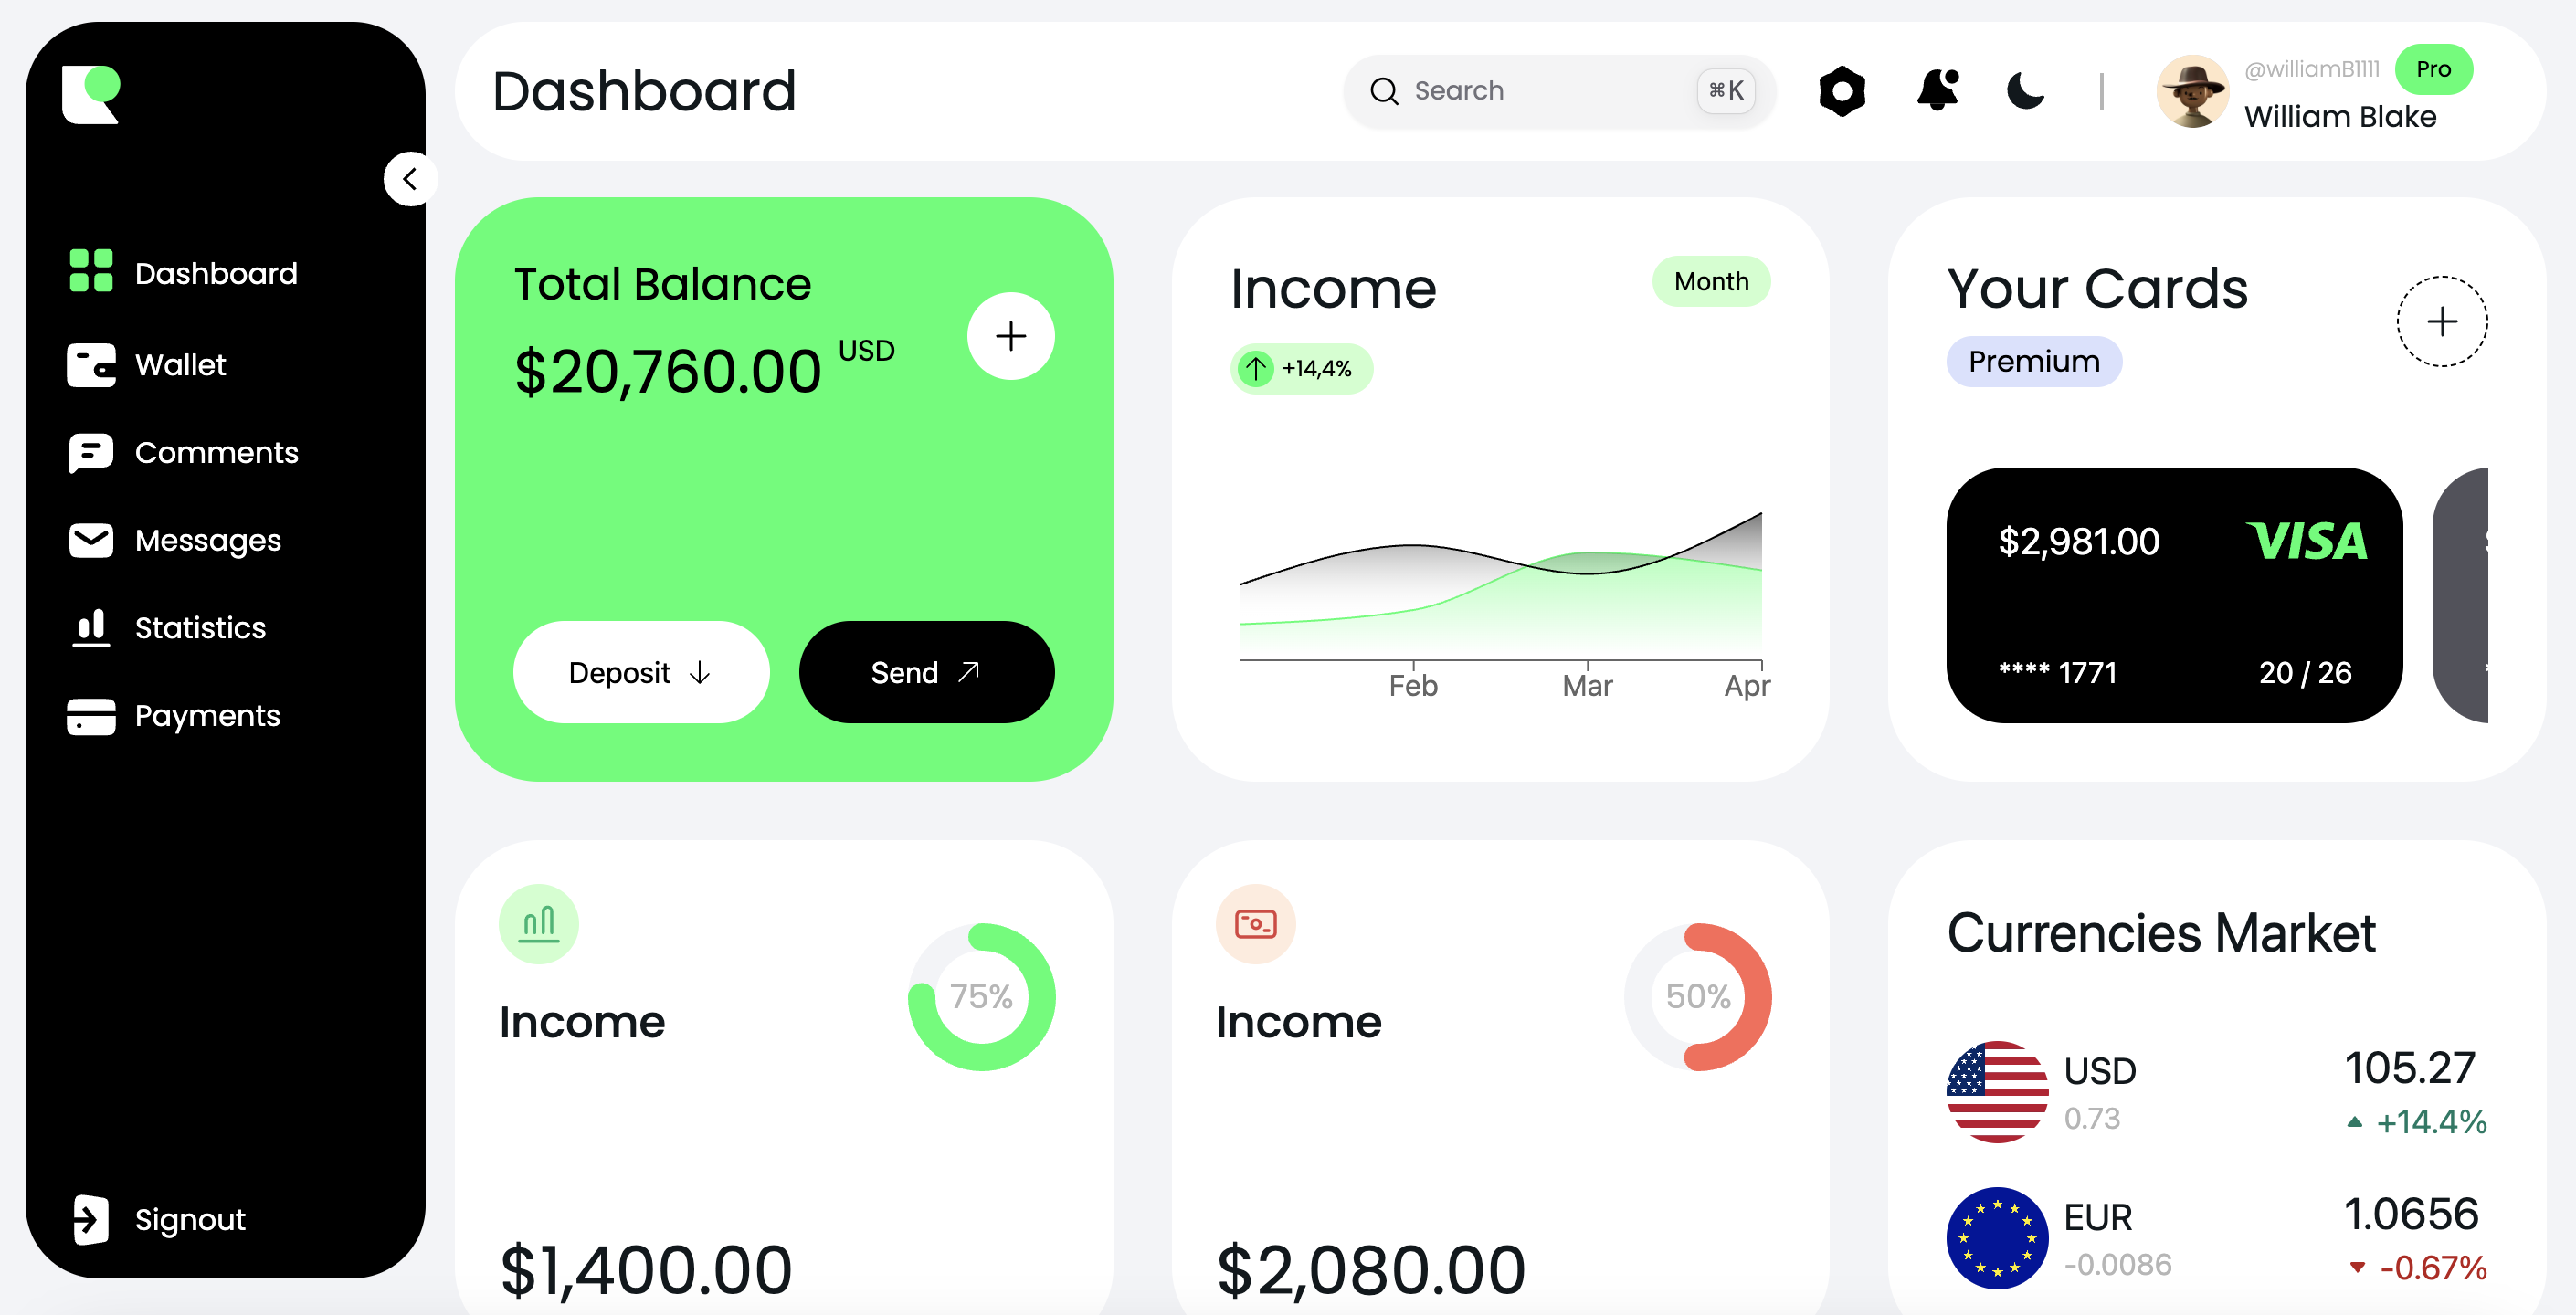 Dashboard
Wallet
Comments
Messages
Statistics
Payments
Signout
Dashboard
Search
⌘K
@williamB1111
Pro
William Blake
Total Balance
$20,760.00 USD
Deposit
Send
Income
Month
+14,4%
Feb Mar Apr
Your Cards
Premium
$2,981.00
VISA
**** 1771
20 / 26
Income
75%
$1,400.00
Income
50%
$2,080.00
Currencies Market
USD 105.27
0.73 +14.4%
EUR 1.0656
-0.0086 -0.67%